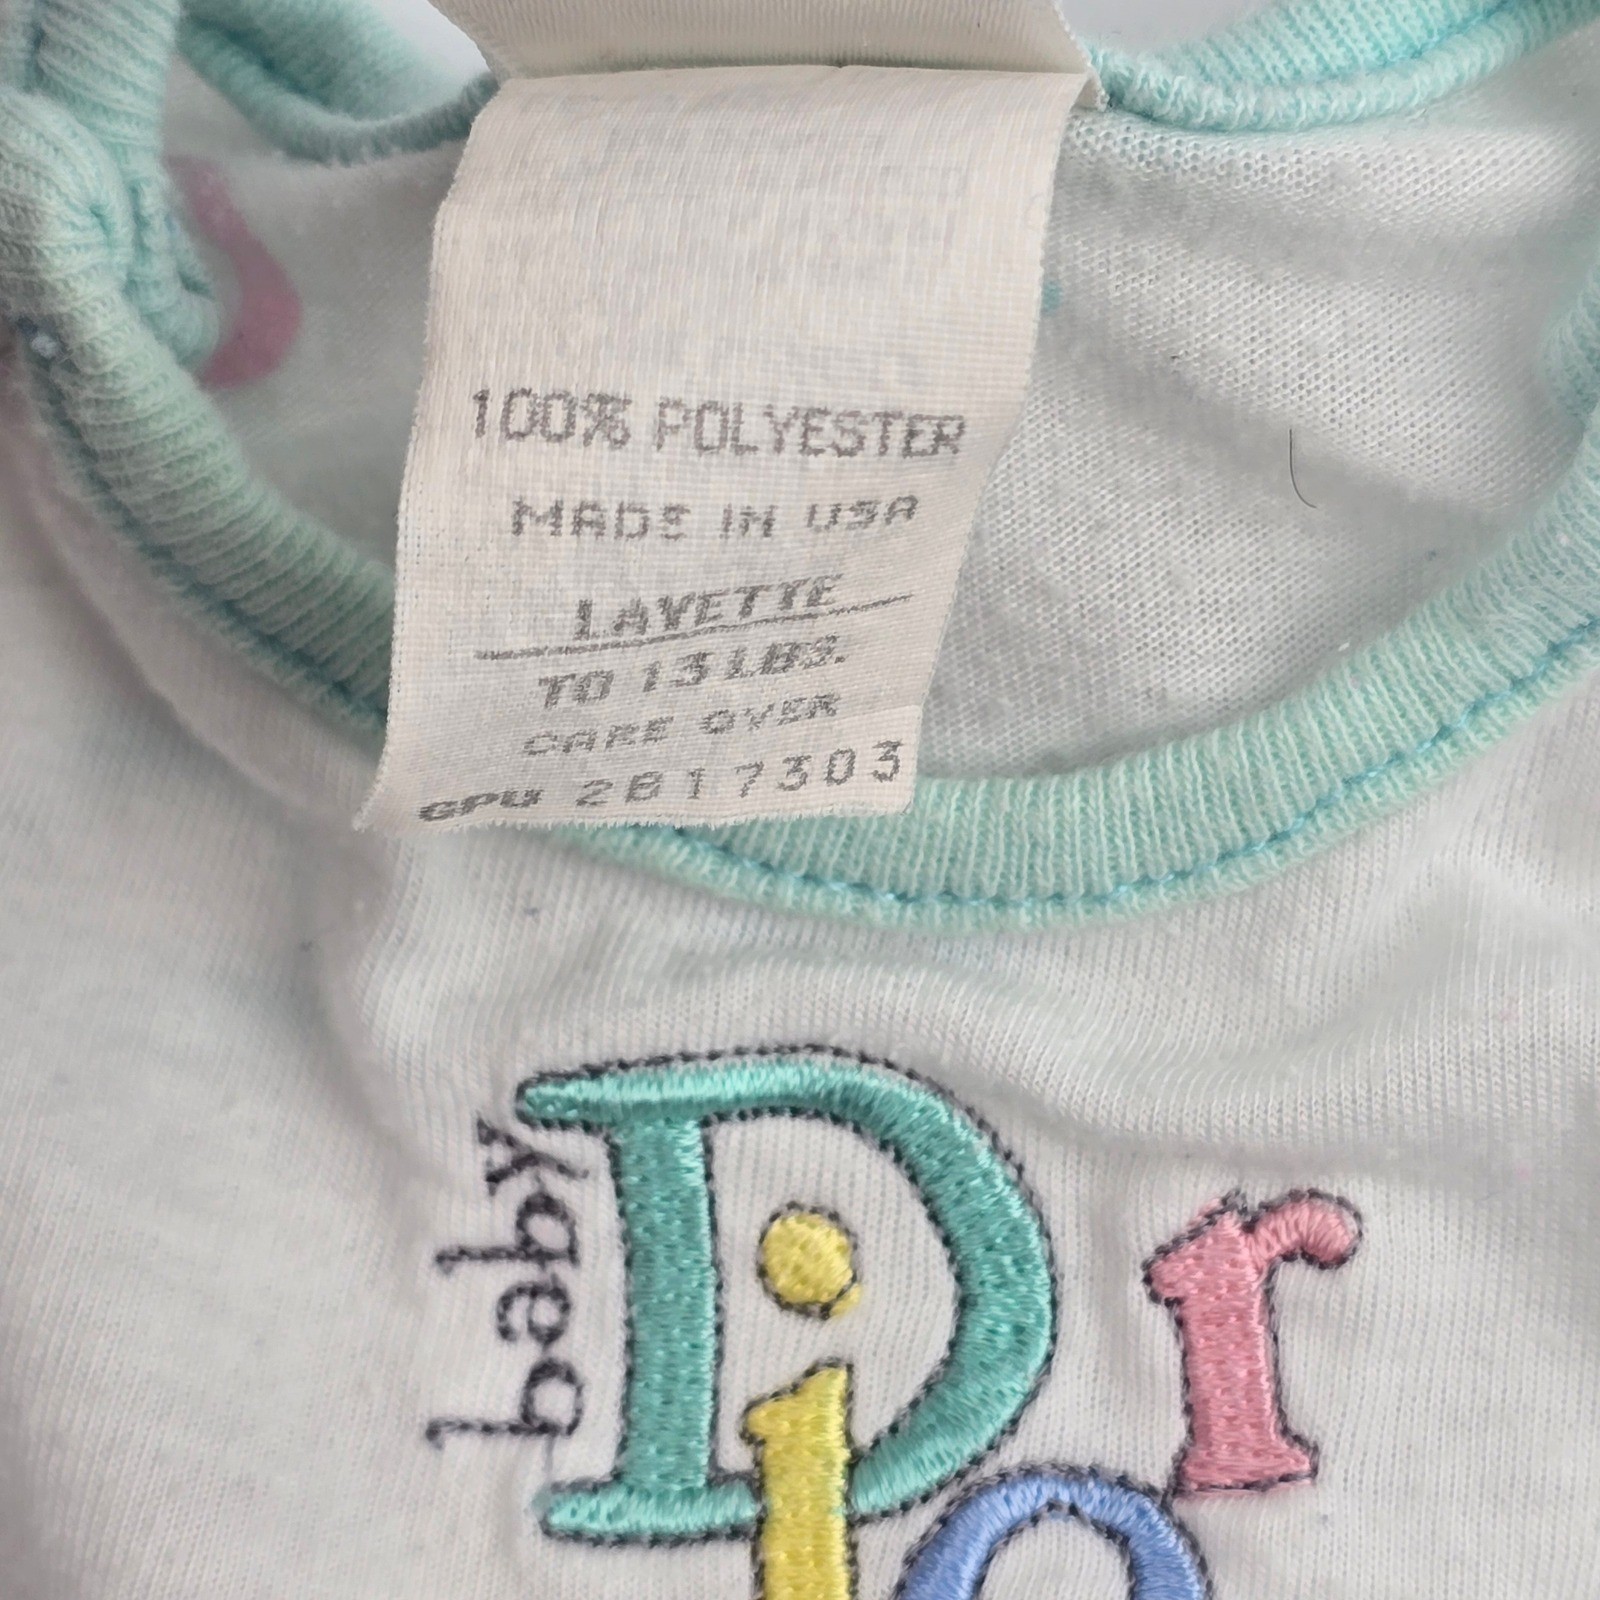 100% POLYESTER
MADE IN USA
LAYETTE
TO 13 LBS.
CARE OVER
GPU 2817303
baby
Dior